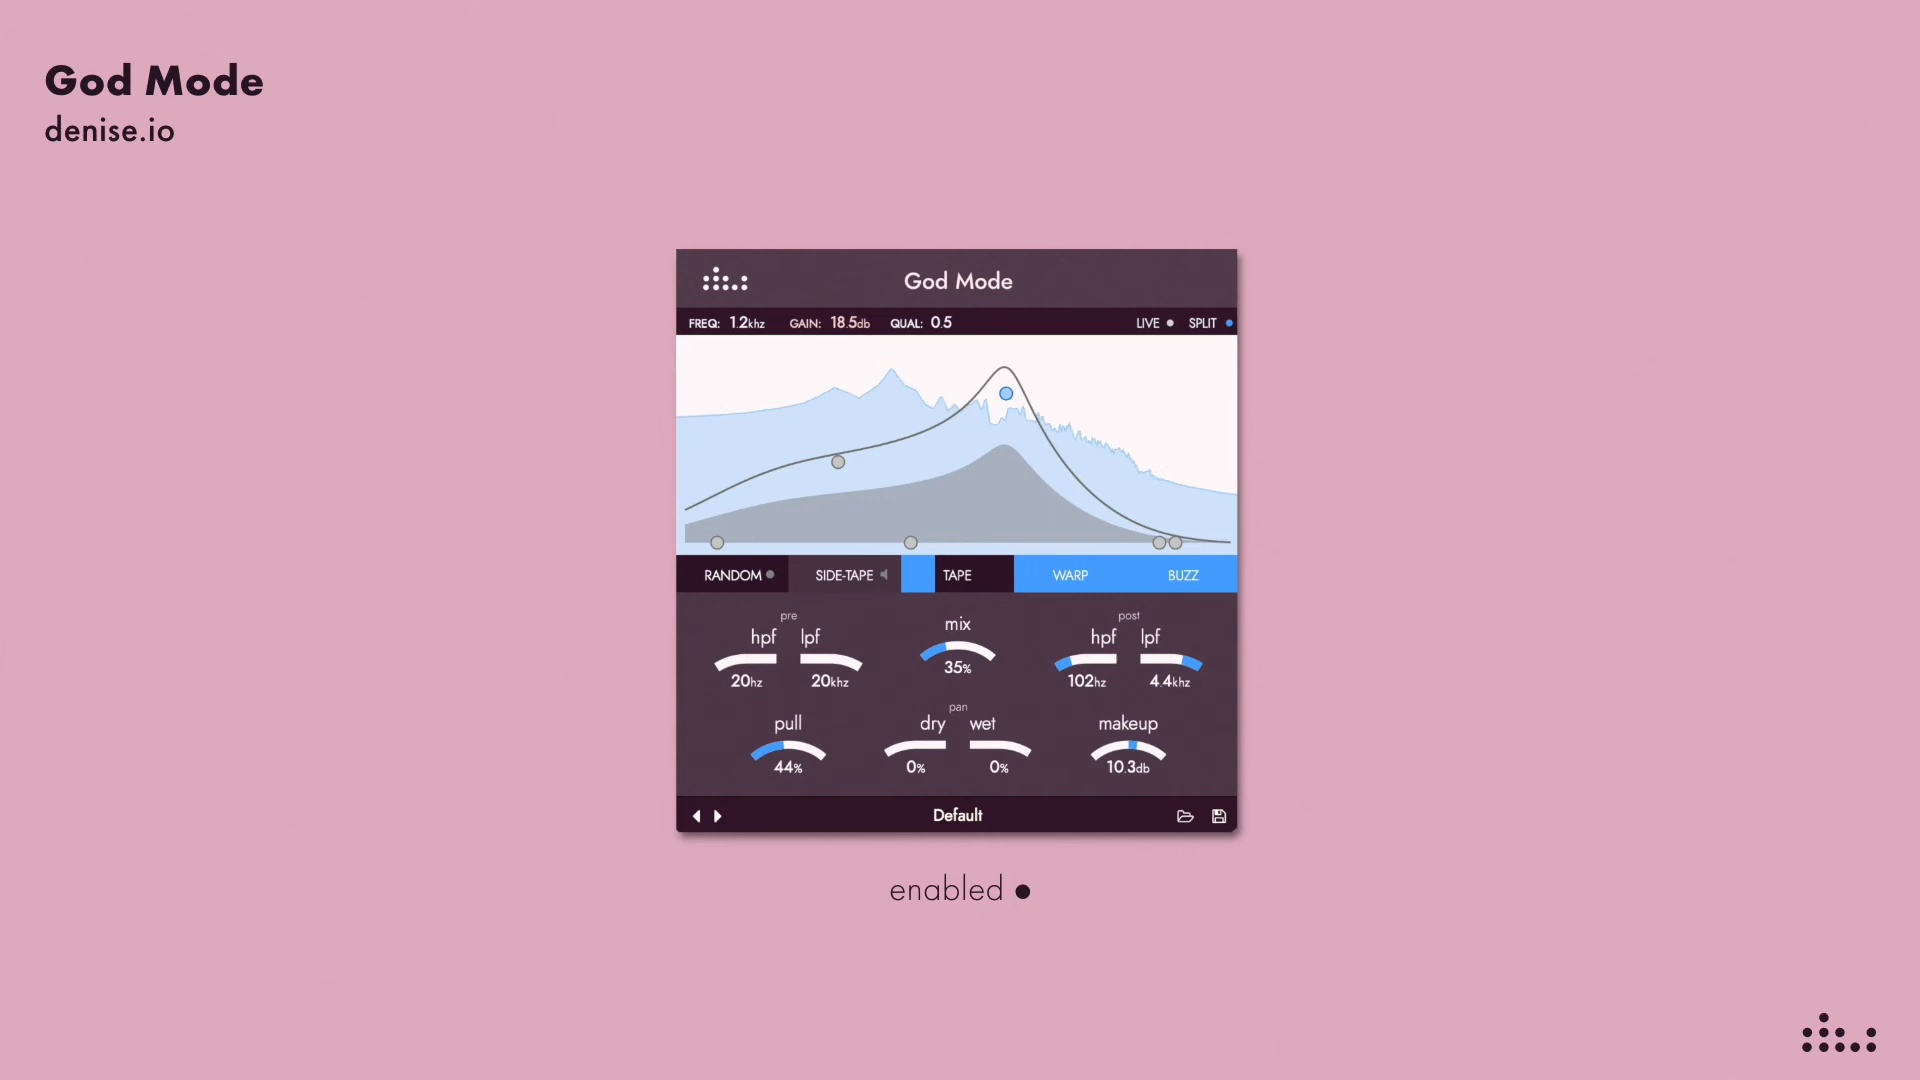 God Mode
denise.io
God Mode
FREQ: 1.2khz GAIN: 18.5db QUAL: 0.5 LIVE SPLIT
RANDOM SIDE-TAPE TAPE WARP BUZZ
pre
hpf lpf
20hz 20khz
mix
35%
post
hpf lpf
102hz 4.4khz
pull
44%
pan
dry wet
0% 0%
makeup
10.3db
Default
enabled